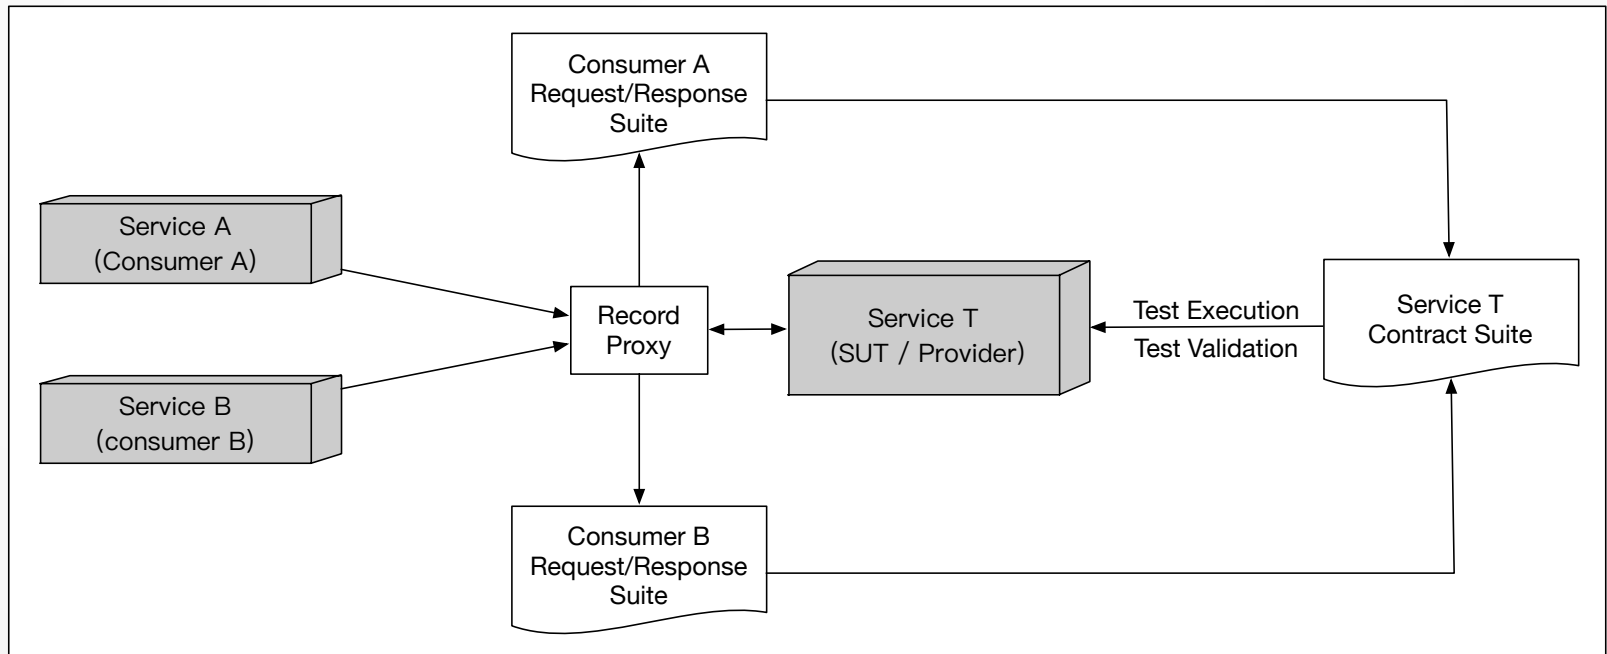 Consumer A
Request/Response
Suite
Service A
(Consumer A)
Record
Proxy
Service T
(SUT / Provider)
Test Execution
Test Validation
Service T
Contract Suite
Service B
(consumer B)
Consumer B
Request/Response
Suite